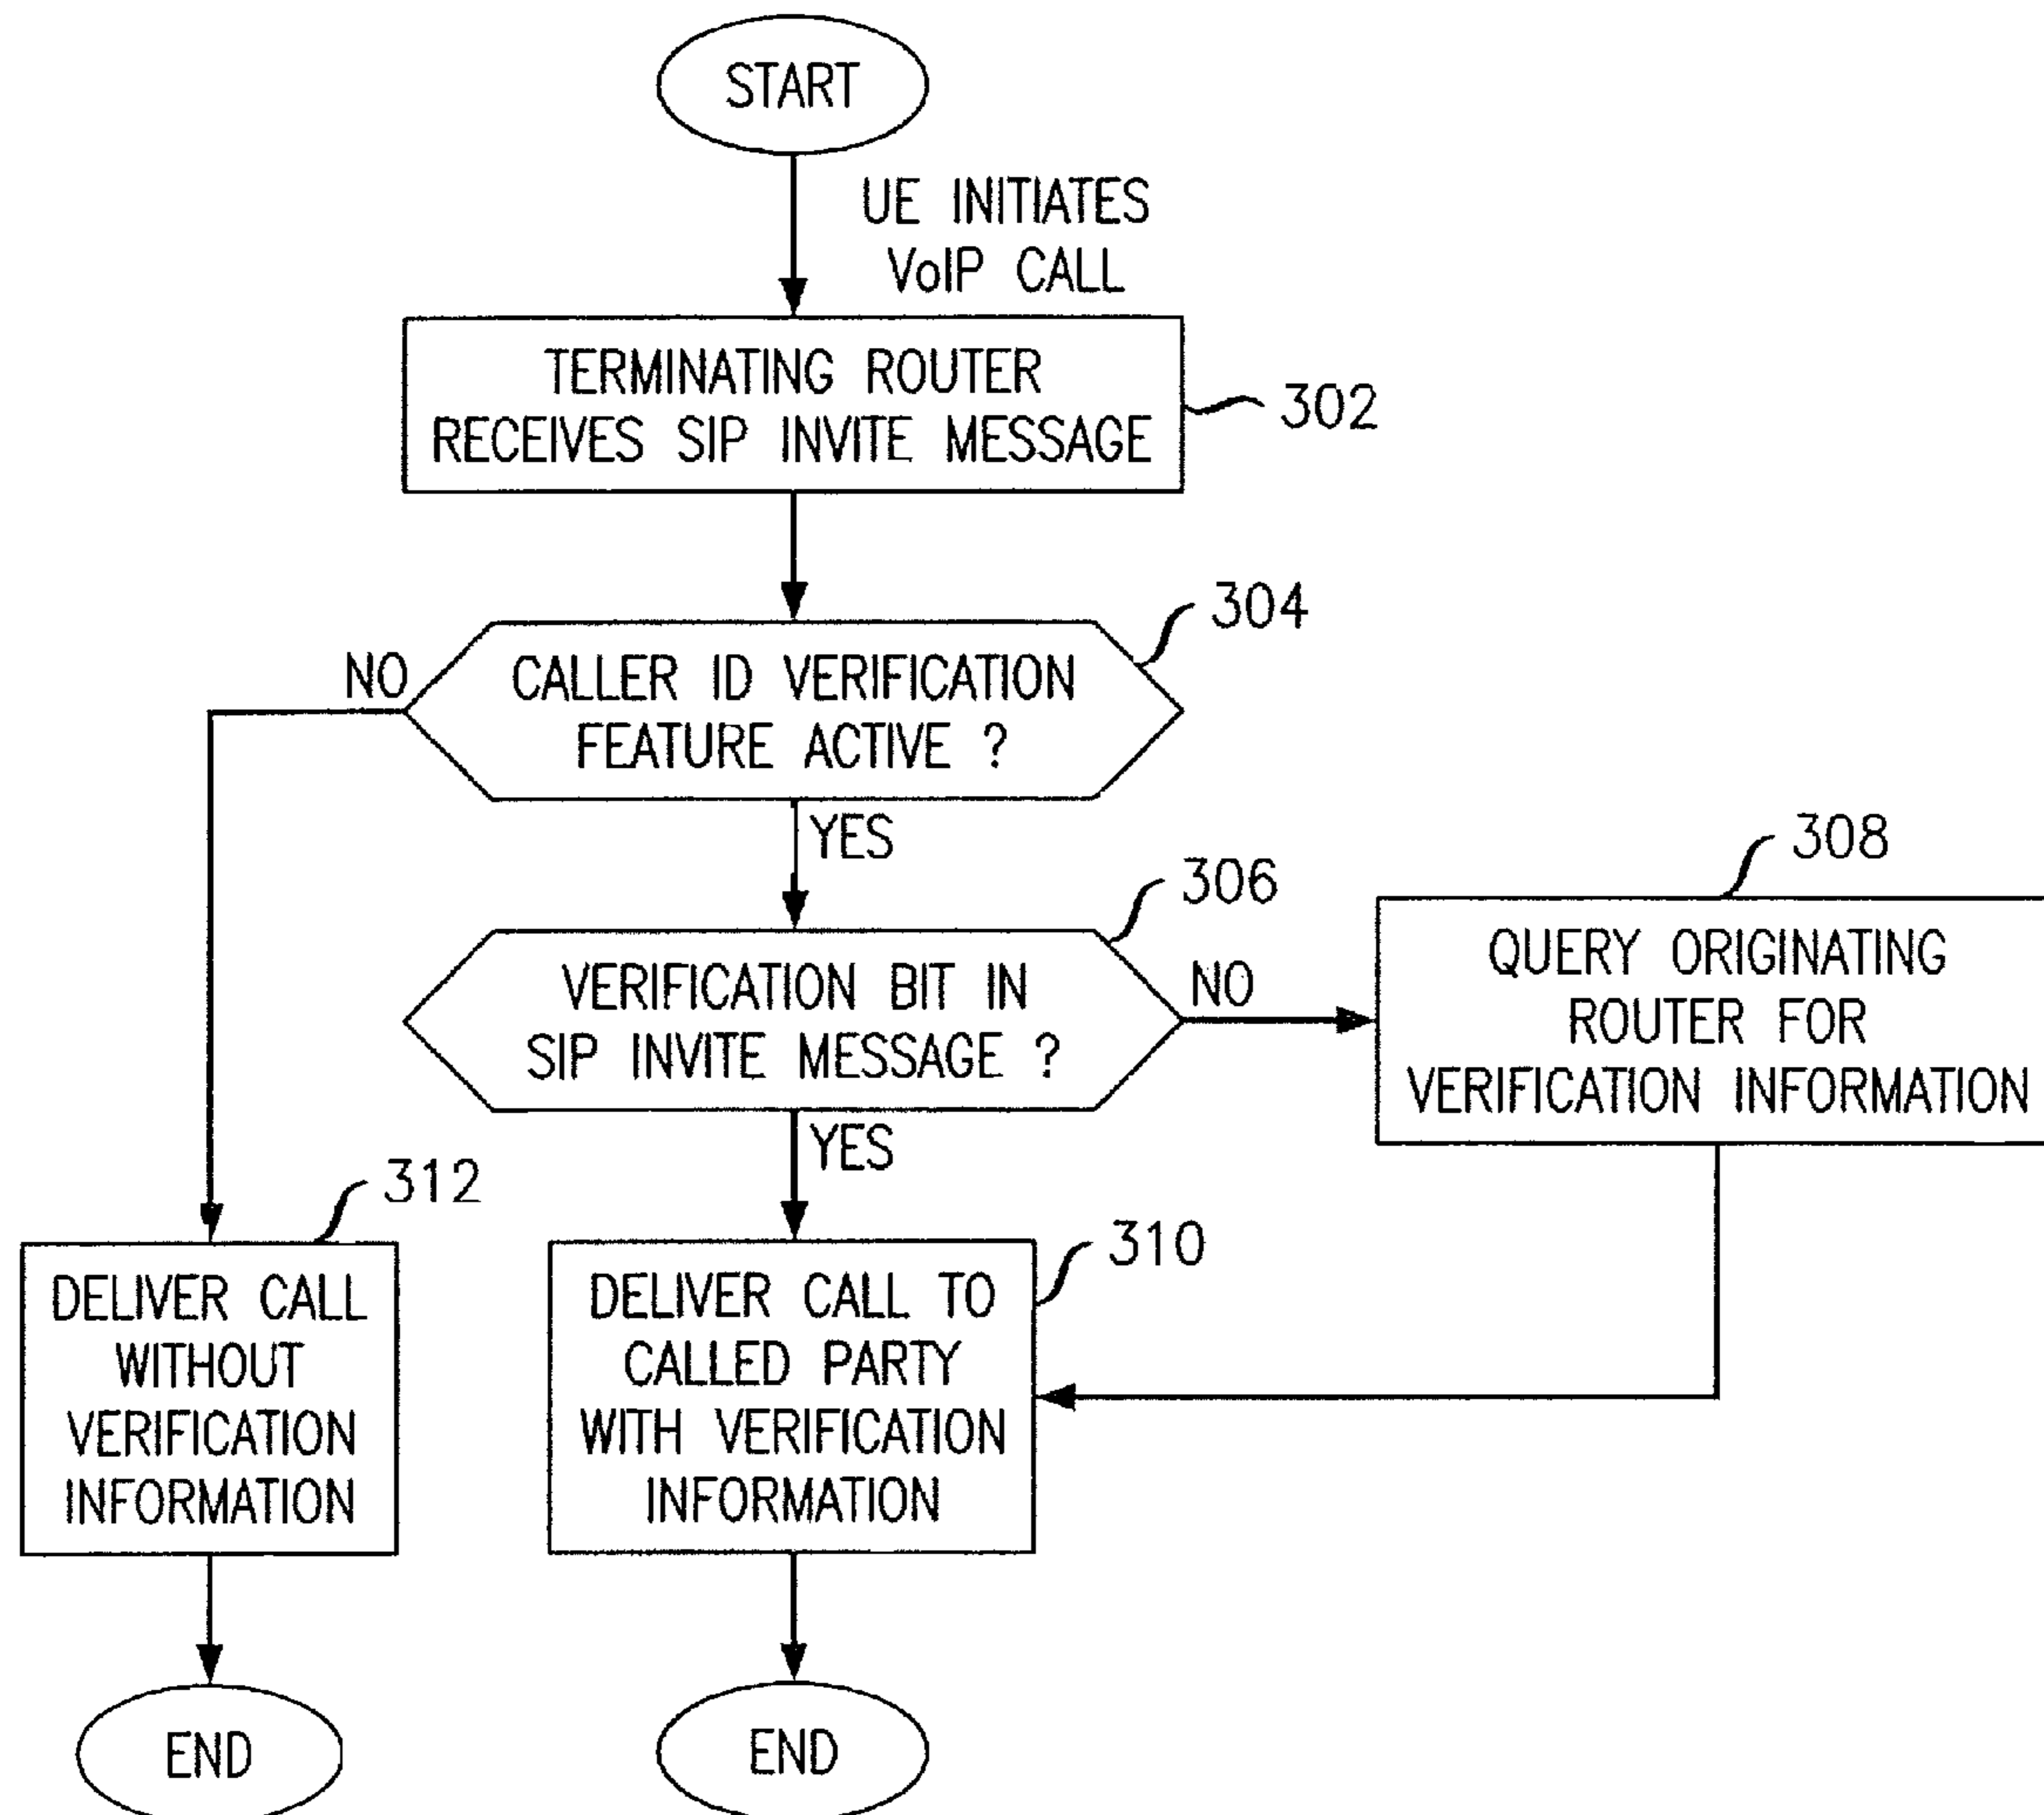 START
UE INITIATES
VoIP CALL
TERMINATING ROUTER
RECEIVES SIP INVITE MESSAGE
302
304
NO
CALLER ID VERIFICATION
FEATURE ACTIVE ?
YES
306
308
VERIFICATION BIT IN
SIP INVITE MESSAGE ?
NO
QUERY ORIGINATING
ROUTER FOR
VERIFICATION INFORMATION
YES
312
310
DELIVER CALL
WITHOUT
VERIFICATION
INFORMATION
DELIVER CALL TO
CALLED PARTY
WITH VERIFICATION
INFORMATION
END
END